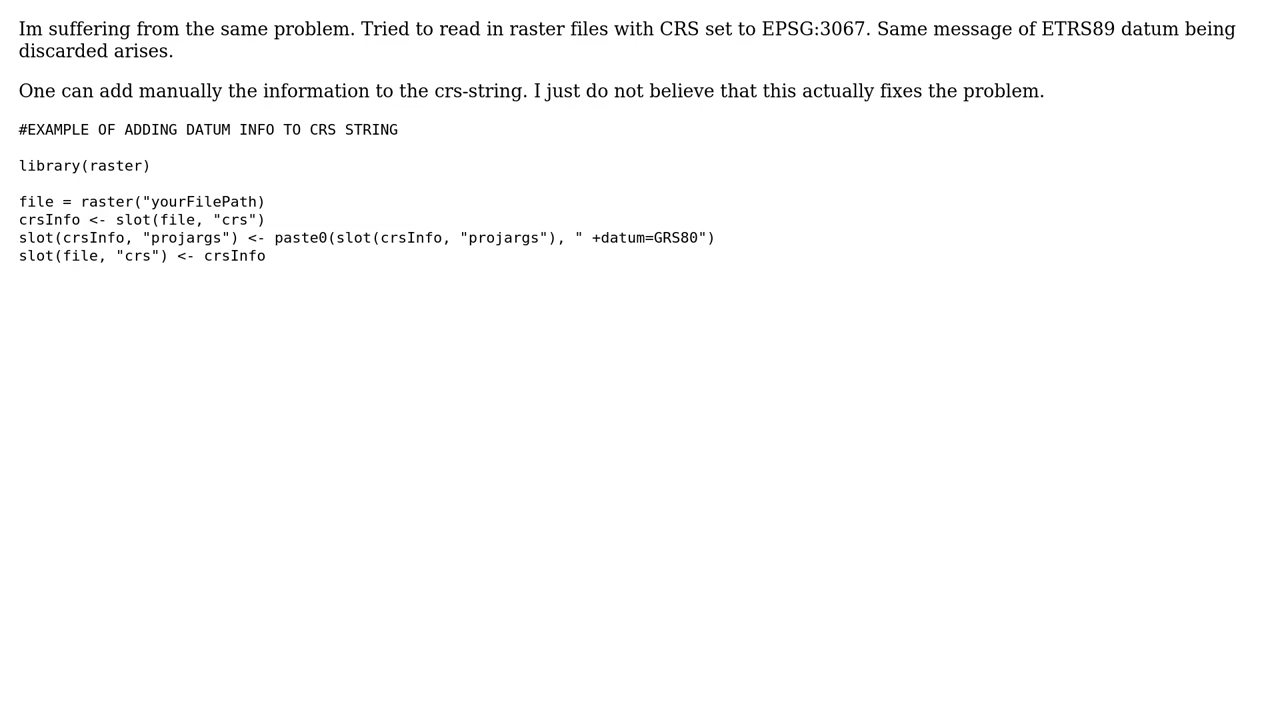 Im suffering from the same problem. Tried to read in raster files with CRS set to EPSG:3067. Same message of ETRS89 datum being
discarded arises.
One can add manually the information to the crs-string. I just do not believe that this actually fixes the problem.
#EXAMPLE OF ADDING DATUM INFO TO CRS STRING
library(raster)
file = raster("yourFilePath)
crsInfo <- slot(file, "crs")
slot(crsInfo, "projargs") <- paste0(slot(crsInfo, "projargs"), " +datum=GRS80")
slot(file, "crs") <- crsInfo